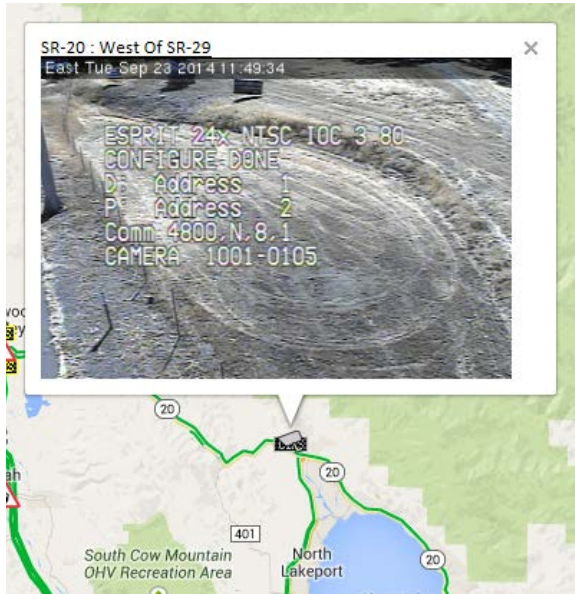 SR-20 : West Of SR-29
East Tue Sep 23 2014 11:49:34
ESPRIT 24x NTSC IOC 3 80
CONFIGURE DONE
D: Address 1
P: Address 2
Comm 4800,N,8,1
CAMERA 1001-0105
20
20
ah
401
South Cow Mountain
OHV Recreation Area
North
Lakeport
20